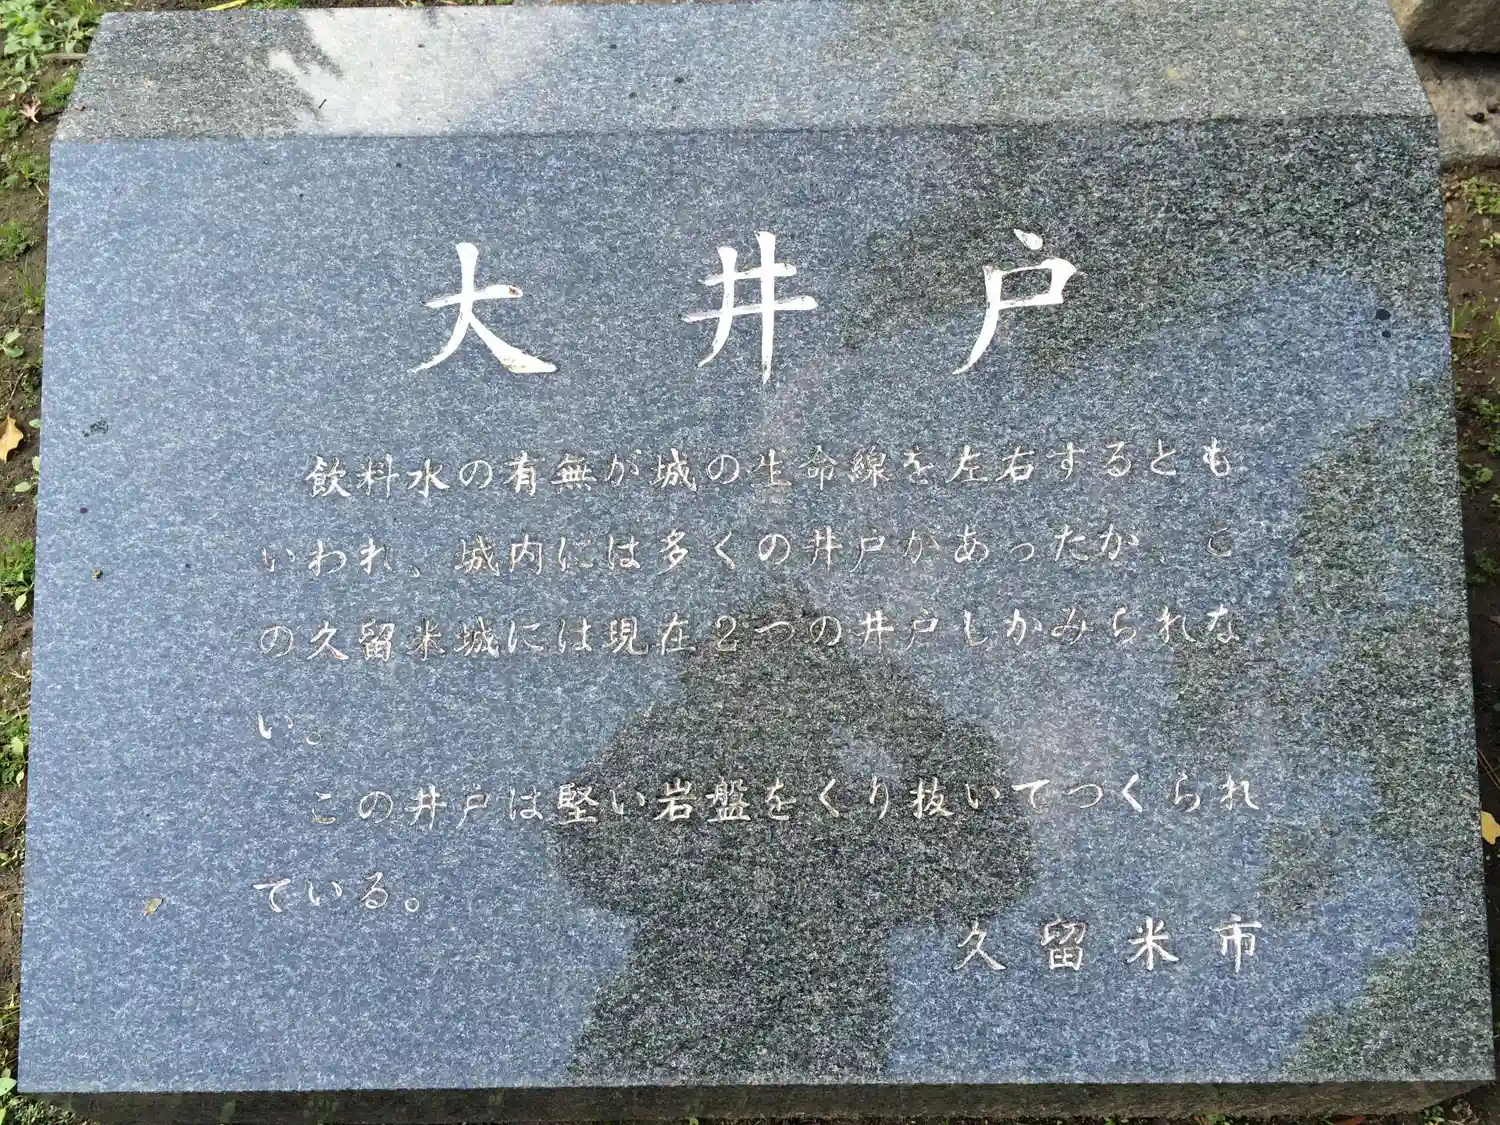 大井戸
飲料水の有無が城の生命線を左右するとも
いわれ、城内には多くの井戸があったが、こ
の久留米城には現在2つの井戸しかみられな
い。
この井戸は堅い岩盤をくり抜いてつくられ
ている。
久留米市